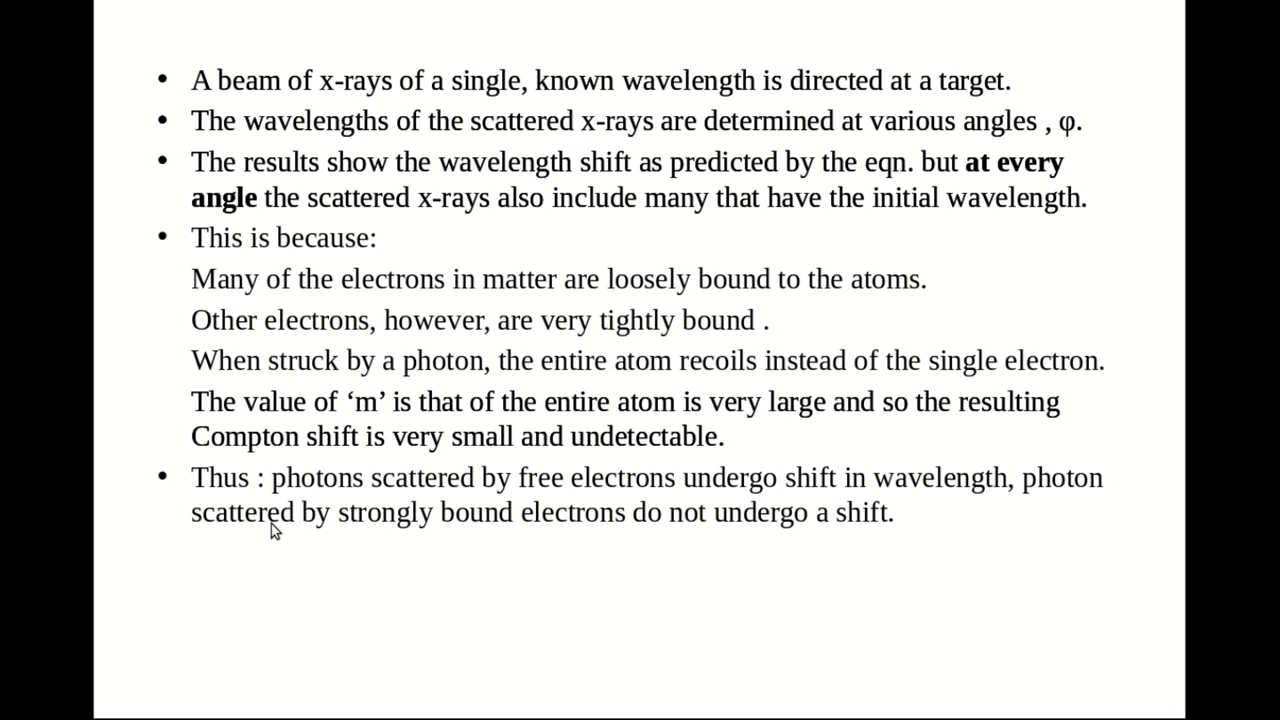 • A beam of x-rays of a single, known wavelength is directed at a target.
• The wavelengths of the scattered x-rays are determined at various angles , φ.
• The results show the wavelength shift as predicted by the eqn. but at every
angle the scattered x-rays also include many that have the initial wavelength.
• This is because:
Many of the electrons in matter are loosely bound to the atoms.
Other electrons, however, are very tightly bound .
When struck by a photon, the entire atom recoils instead of the single electron.
The value of ‘m’ is that of the entire atom is very large and so the resulting
Compton shift is very small and undetectable.
• Thus : photons scattered by free electrons undergo shift in wavelength, photon
scattered by strongly bound electrons do not undergo a shift.